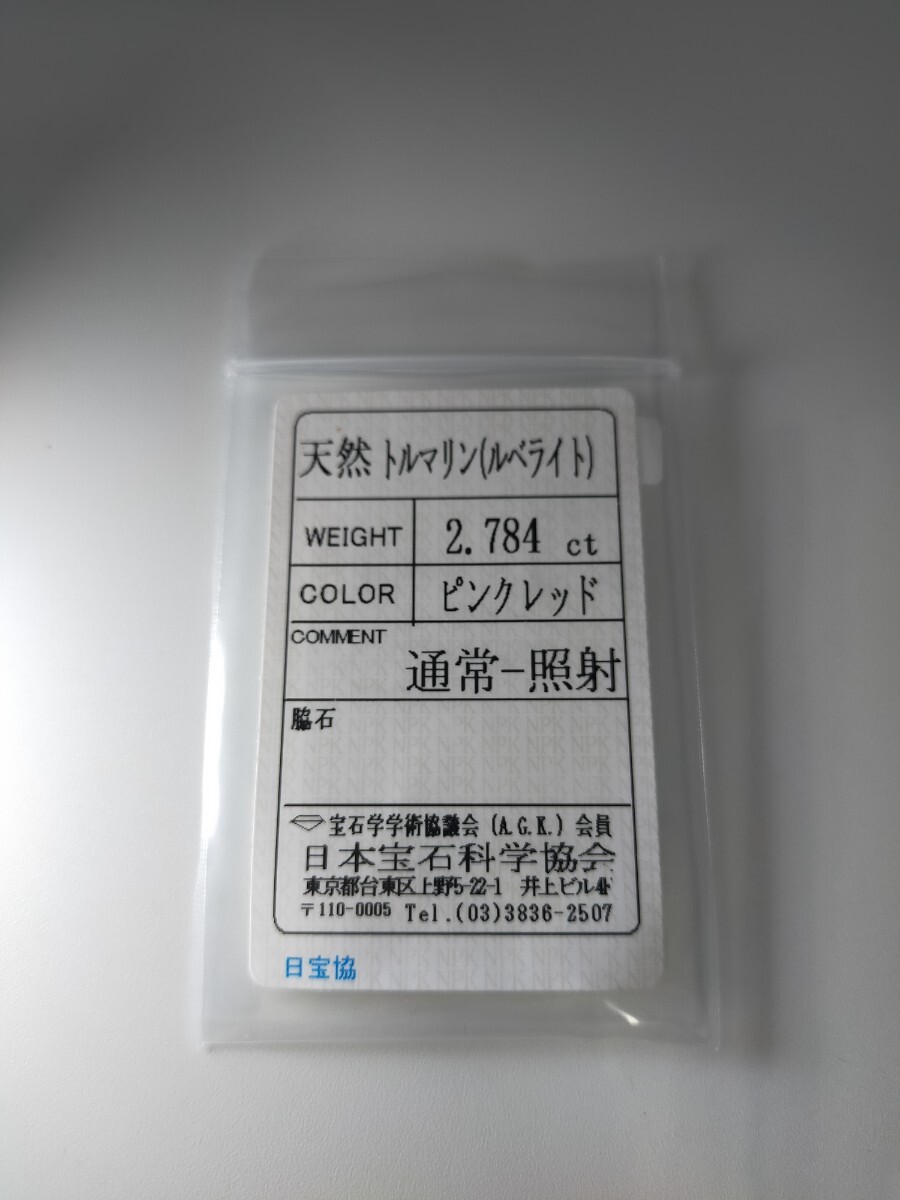 天然 トルマリン(ルベライト)
WEIGHT 2.784 ct
COLOR ピンクレッド
COMMENT
通常-照射
脇石
宝石学学術協議会 (A.G.K.) 会員
日本宝石科学協会
東京都台東区上野5-22-1 井上ビル4F
〒110-0005 Tel.(03)3836-2507
日宝協